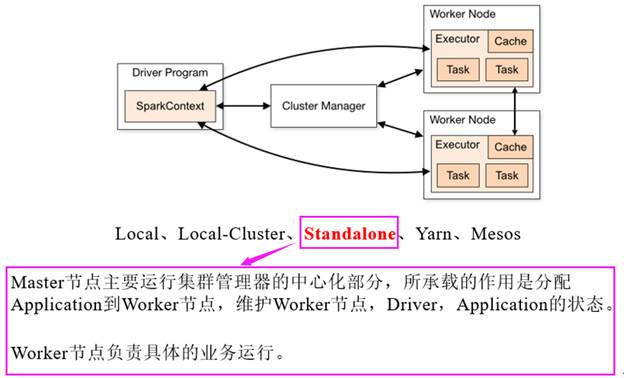 Worker Node
Executor
Cache
Task
Task
Driver Program
SparkContext
Cluster Manager
Worker Node
Executor
Cache
Task
Task
Local、Local-Cluster、Standalone、Yarn、Mesos
Master节点主要运行集群管理器的中心化部分，所承载的作用是分配
Application到Worker节点，维护Worker节点，Driver，Application的状态。
Worker节点负责具体的业务运行。